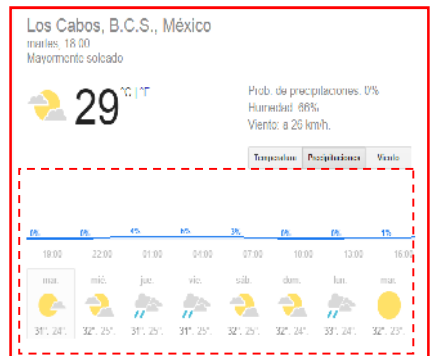 Los Cabos, B.C.S., México
martes, 18:00
Mayormente soleado
29 °C | °F
Prob. de precipitaciones: 0%
Humedad: 66%
Viento: a 26 km/h.
Temperatura Precipitaciones Viento
0% 0% 4% 3% 0% 0% 1%
19:00 22:00 01:00 04:00 07:00 10:00 13:00 16:00
mar. mié. jue. vie. sáb. dom. lun. mar.
31° 24° 32° 25° 31° 25° 31° 25° 32° 25° 32° 24° 33° 24° 32° 23°